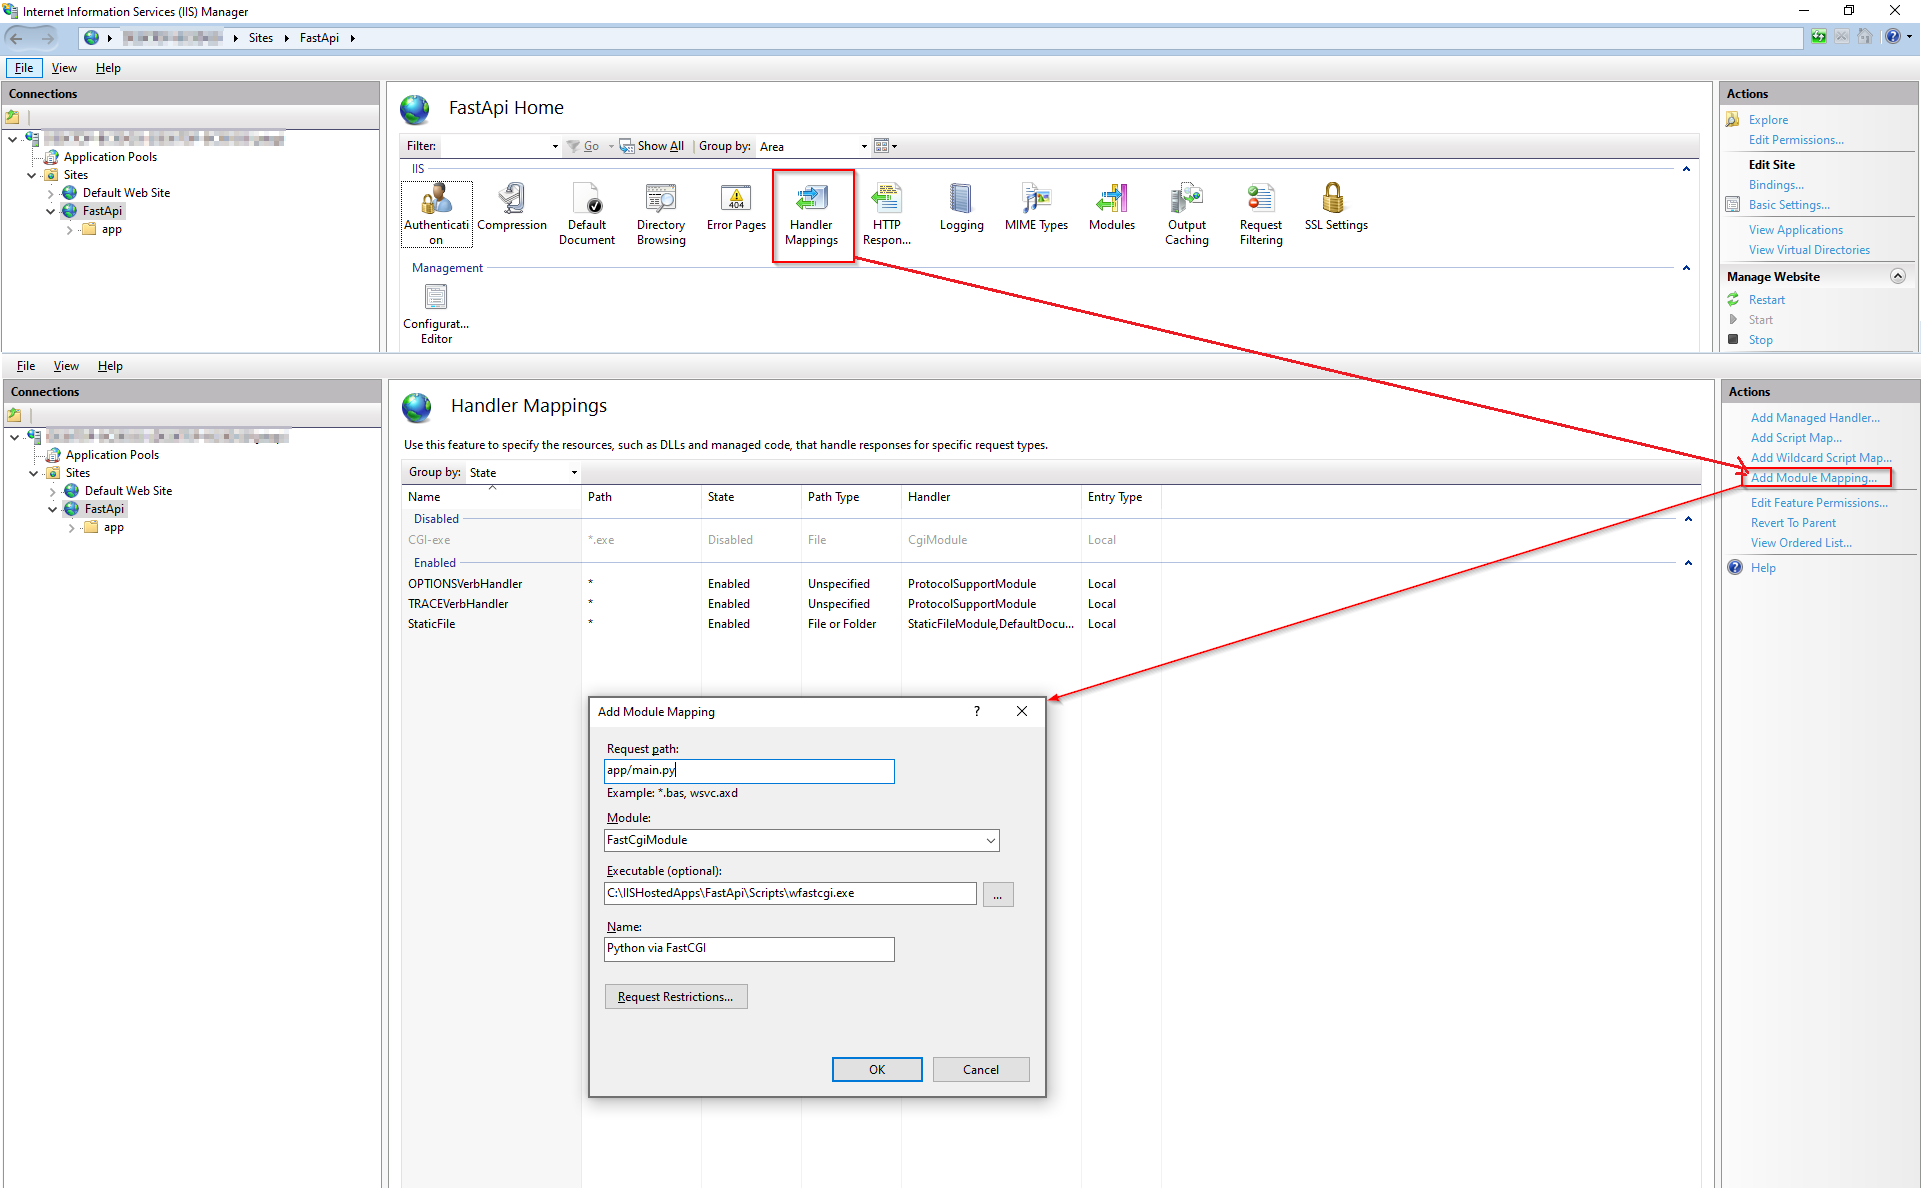 Internet Information Services (IIS) Manager
Sites
FastApi
File View Help
Connections
Application Pools
Sites
Default Web Site
FastApi
app
FastApi Home
Filter: Go Show All Group by: Area
IIS
Authenticati
on
Compression
Default
Document
Directory
Browsing
404
Error Pages
Handler
Mappings
HTTP
Respon...
Logging
MIME Types
Modules
Output
Caching
Request
Filtering
SSL Settings
Management
Configurat...
Editor
Actions
Explore
Edit Permissions...
Edit Site
Bindings...
Basic Settings...
View Applications
View Virtual Directories
Manage Website
Restart
Start
Stop
File View Help
Connections
Application Pools
Sites
Default Web Site
FastApi
app
Handler Mappings
Use this feature to specify the resources, such as DLLs and managed code, that handle responses for specific request types.
Group by: State
Name Path State Path Type Handler Entry Type
Disabled
CGI-exe *.exe Disabled File CgiModule Local
Enabled
OPTIONSVerbHandler * Enabled Unspecified ProtocolSupportModule Local
TRACEVerbHandler * Enabled Unspecified ProtocolSupportModule Local
StaticFile * Enabled File or Folder StaticFileModule,DefaultDocu... Local
Add Module Mapping ?
Request path:
app/main.py
Example: *.bas, wsvc.axd
Module:
FastCgiModule
Executable (optional):
C:\IISHostedApps\FastApi\Scripts\wfastcgi.exe
...
Name:
Python via FastCGI
Request Restrictions...
OK Cancel
Actions
Add Managed Handler...
Add Script Map...
Add Wildcard Script Map...
Add Module Mapping...
Edit Feature Permissions...
Revert To Parent
View Ordered List...
Help